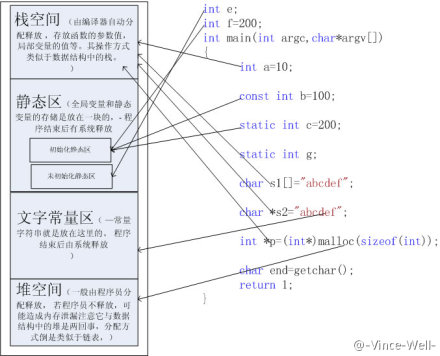 栈空间（由编译器自动分
配释放，存放函数的参数值，
局部变量的值等。其操作方式
类似于数据结构中的栈。
静态区（全局变量和静态
变量的存储是放在一块的，-程
序结束后有系统释放
初始化静态区
未初始化静态区
文字常量区（—常量
字符串就是放在这里的， 程序
结束后由系统释放
堆空间（一般由程序员分
配释放，若程序员不释放，可
能造成内存泄漏注意它与数据
结构中的堆是两回事，分配方
式倒是类似于链表，）
int e;
int f=200;
int main(int argc,char*argv[])
{
int a=10;
const int b=100;
static int c=200;
static int g;
char s1[]="abcdef";
char *s2="abcdef";
int *p=(int*)malloc(sizeof(int));
char end=getchar();
return 1;
}
@-Vince-Well-